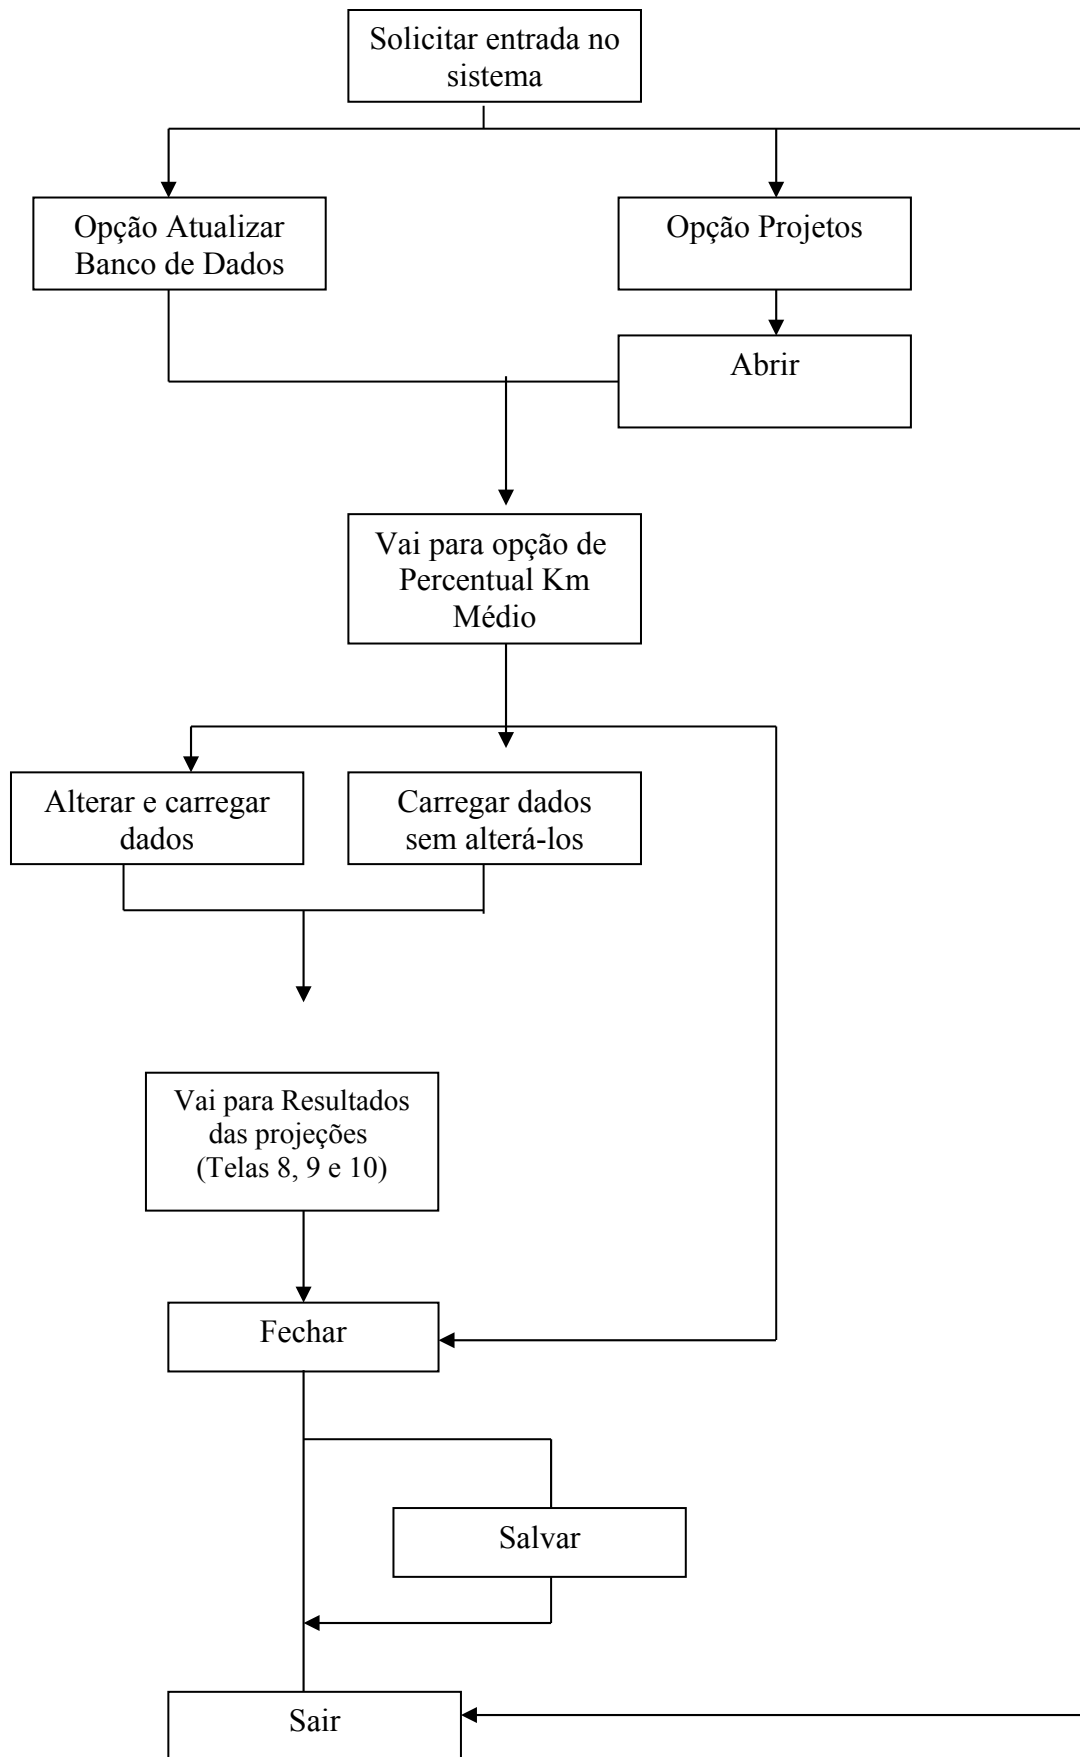 Solicitar entrada no
sistema
Opção Atualizar
Banco de Dados
Opção Projetos
Abrir
Vai para opção de
Percentual Km
Médio
Alterar e carregar
dados
Carregar dados
sem alterá-los
Vai para Resultados
das projeções
(Telas 8, 9 e 10)
Fechar
Salvar
Sair